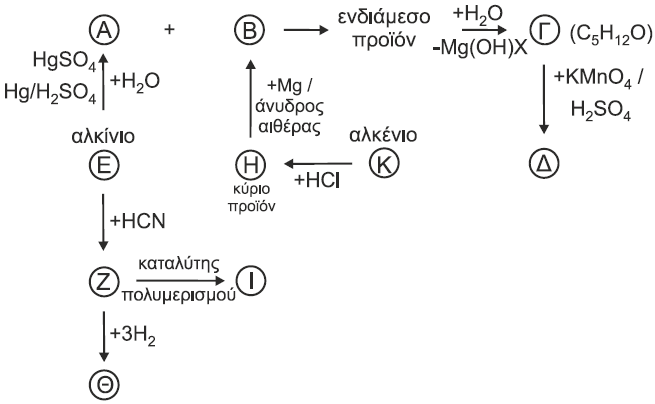 Α + Β ενδιάμεσο προϊόν +H₂O -Mg(OH)X Γ (C₅H₁₂O)
HgSO₄
Hg/H₂SO₄ +H₂O
+Mg /
άνυδρος
αιθέρας
+KMnO₄ /
H₂SO₄
αλκίνιο
αλκένιο
Ε Η +HCl Κ Δ
κύριο
προϊόν
+HCN
Ζ καταλύτης πολυμερισμού Ι
+3H₂
Θ